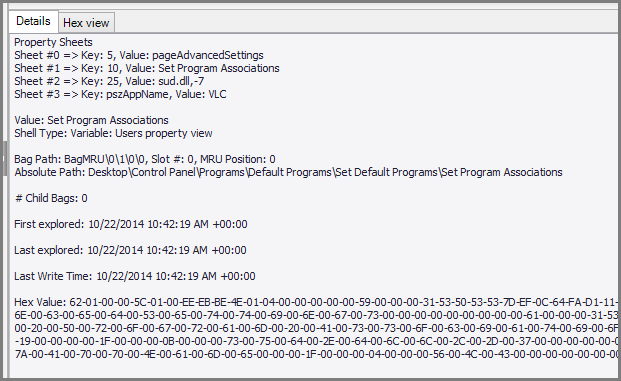 Details
Hex view
Property Sheets
Sheet #0 => Key: 5, Value: pageAdvancedSettings
Sheet #1 => Key: 10, Value: Set Program Associations
Sheet #2 => Key: 25, Value: sud.dll,-7
Sheet #3 => Key: pszAppName, Value: VLC
Value: Set Program Associations
Shell Type: Variable: Users property view
Bag Path: BagMRU\0\1\0\0, Slot #: 0, MRU Position: 0
Absolute Path: Desktop\Control Panel\Programs\Default Programs\Set Default Programs\Set Program Associations
# Child Bags: 0
First explored: 10/22/2014 10:42:19 AM +00:00
Last explored: 10/22/2014 10:42:19 AM +00:00
Last Write Time: 10/22/2014 10:42:19 AM +00:00
Hex Value: 62-01-00-00-5C-01-00-EE-EB-BE-4E-01-04-00-00-00-00-00-59-00-00-00-31-53-50-53-53-7D-EF-0C-64-FA-D1-11-
6E-00-63-00-65-00-64-00-53-00-65-00-74-00-74-00-69-00-6E-00-67-00-73-00-00-00-00-00-00-00-61-00-00-00-31-53
00-20-00-50-00-72-00-6F-00-67-00-72-00-61-00-6D-00-20-00-41-00-73-00-73-00-6F-00-63-00-69-00-61-00-74-00-69-00-6F
-19-00-00-00-00-1F-00-00-00-0B-00-00-00-73-00-75-00-64-00-2E-00-64-00-6C-00-6C-00-2C-00-2D-00-37-00-00-00-00-00-0
7A-00-41-00-70-00-70-00-4E-00-61-00-6D-00-65-00-00-00-1F-00-00-00-04-00-00-00-56-00-4C-00-43-00-00-00-00-00-00-00